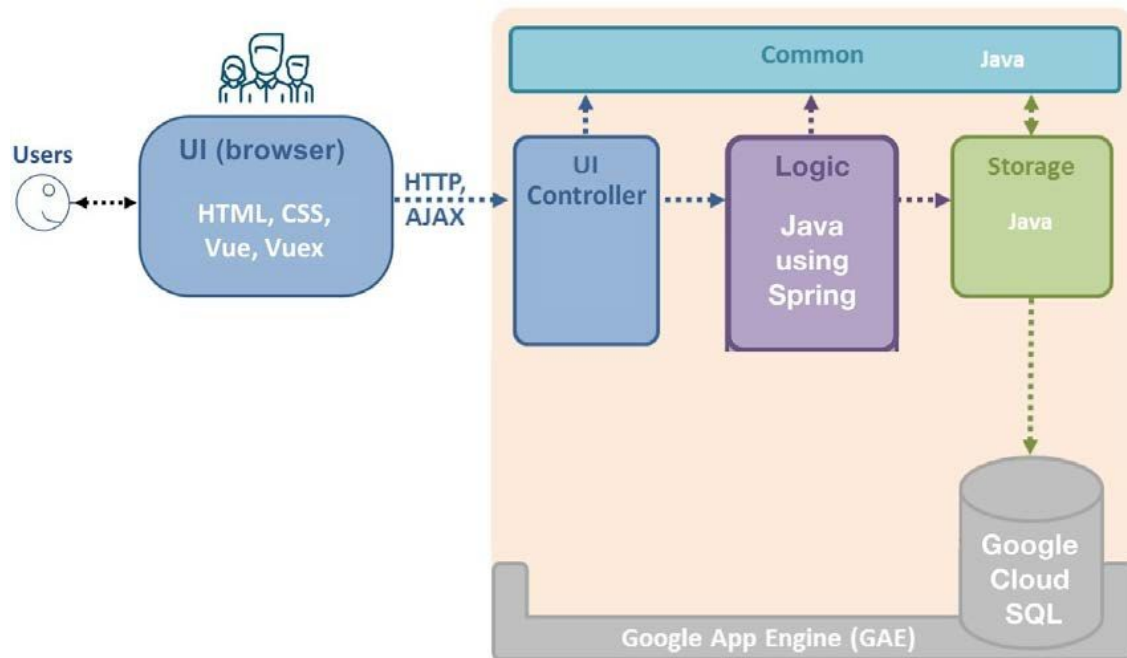 Common
Java
Users
UI (browser)
HTML, CSS,
Vue, Vuex
HTTP,
AJAX
UI
Controller
Logic
Java
using
Spring
Storage
Java
Google
Cloud
SQL
Google App Engine (GAE)